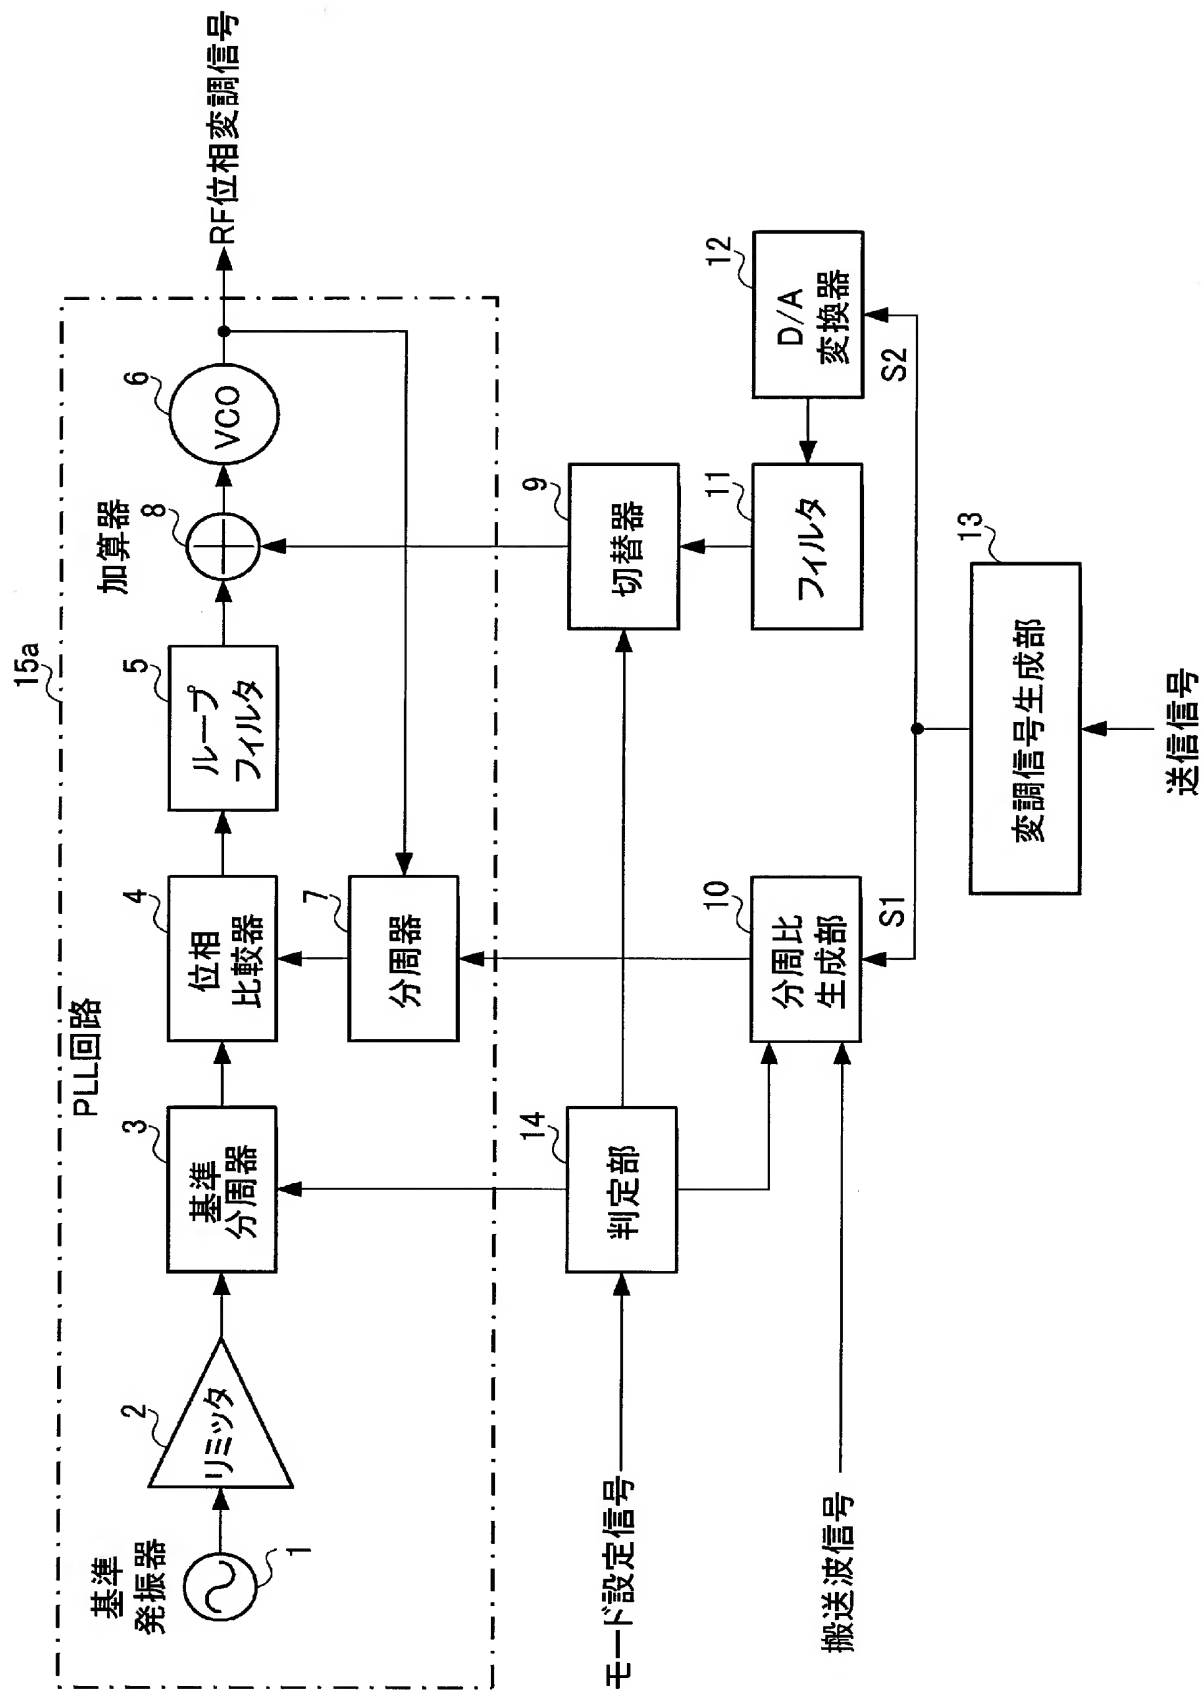 15a
PLL回路
基準
発振器
1
2
リミッタ
3
基準
分周器
4
位相
比較器
5
ループ
フィルタ
加算器
8
6
VCO
RF位相変調信号
7
分周器
モード設定信号
14
判定部
9
切替器
搬送波信号
10
分周比
生成部
11
フィルタ
12
D/A
変換器
S1
S2
13
変調信号生成部
送信信号